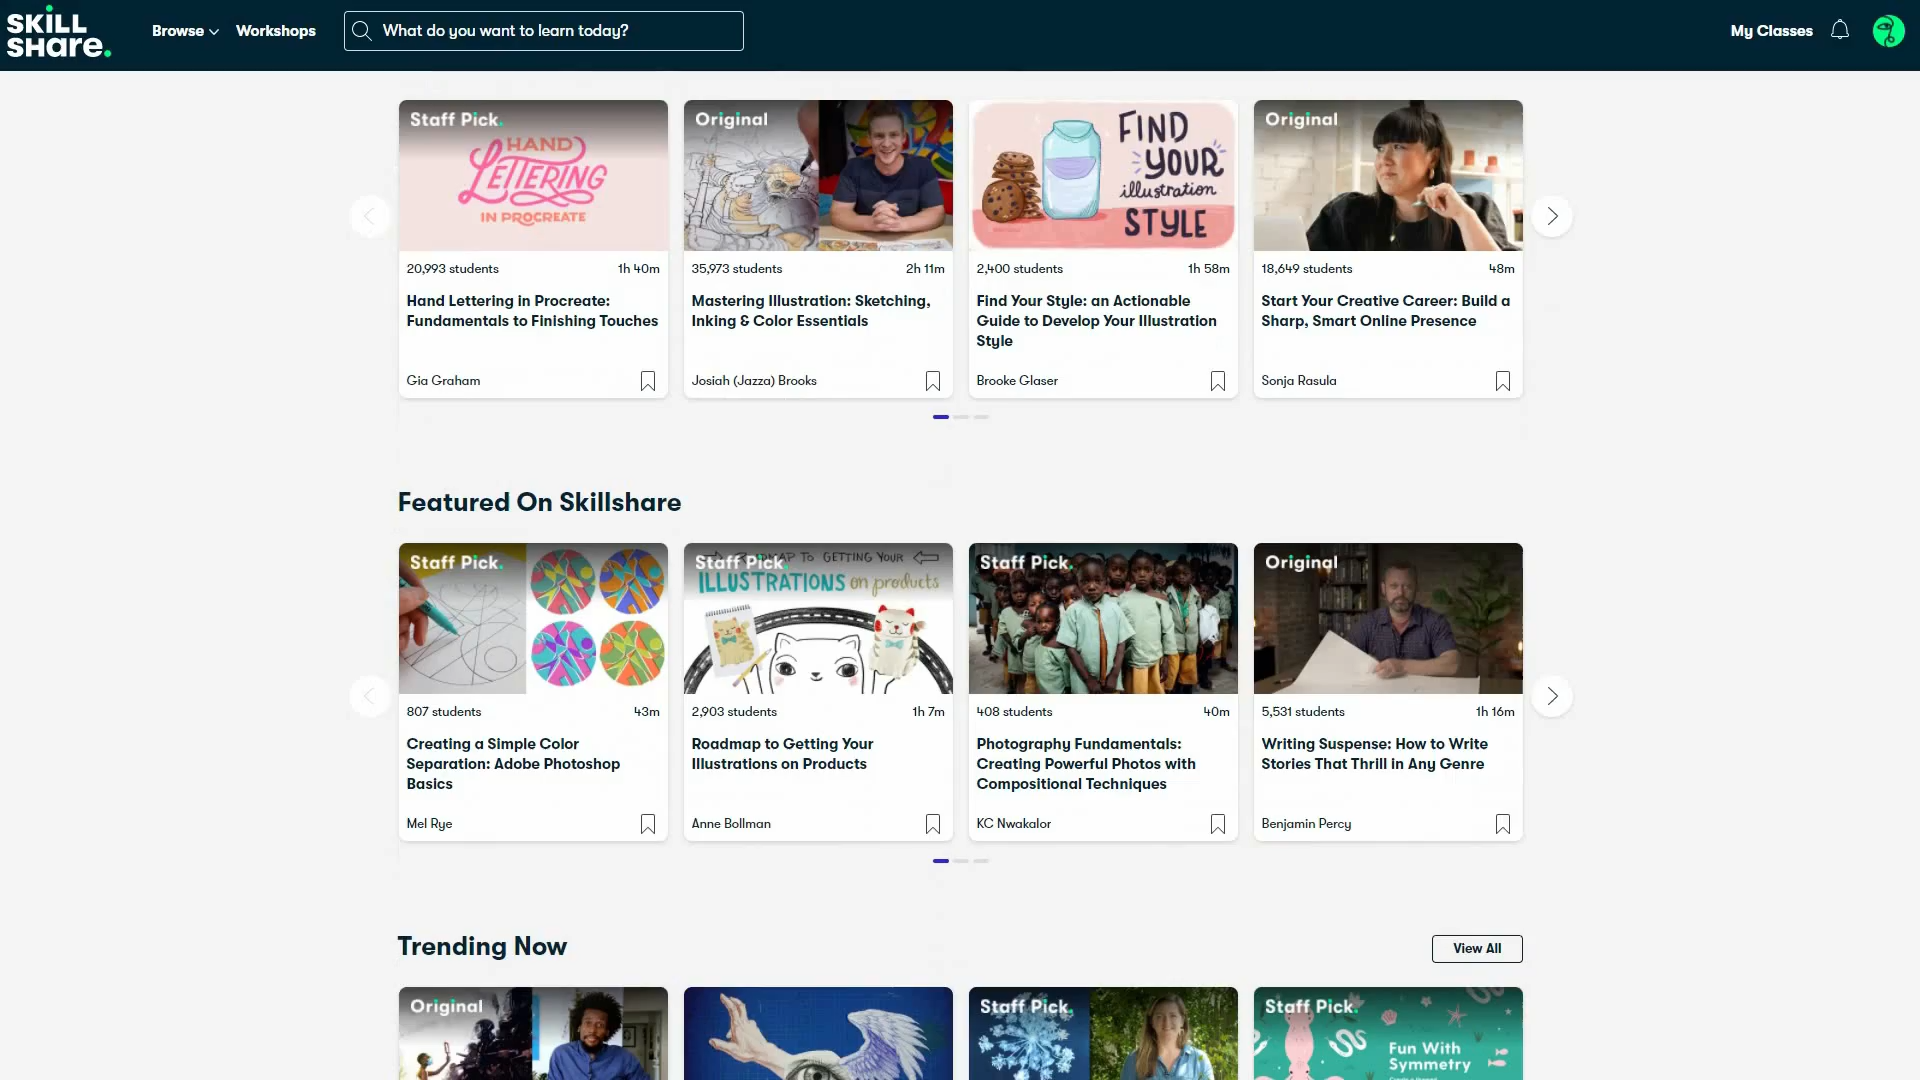 SKILL
SHare.
Browse
Workshops
What do you want to learn today?
My Classes
Staff Pick.
HAND
LETTERING
IN PROCREATE
20,993 students
1h 40m
Hand Lettering in Procreate:
Fundamentals to Finishing Touches
Gia Graham
Original
35,973 students
2h 11m
Mastering Illustration: Sketching,
Inking & Color Essentials
Josiah (Jazza) Brooks
FIND
YOUR
illustration
STYLE
2,400 students
1h 58m
Find Your Style: an Actionable
Guide to Develop Your Illustration
Style
Brooke Glaser
Original
18,649 students
48m
Start Your Creative Career: Build a
Sharp, Smart Online Presence
Sonja Rasula
Featured On Skillshare
Staff Pick.
807 students
43m
Creating a Simple Color
Separation: Adobe Photoshop
Basics
Mel Rye
ROADMAP TO GETTING YOUR
Staff Pick.
ILLUSTRATIONS on products
2,903 students
1h 7m
Roadmap to Getting Your
Illustrations on Products
Anne Bollman
Staff Pick.
408 students
40m
Photography Fundamentals:
Creating Powerful Photos with
Compositional Techniques
KC Nwakalor
Original
5,531 students
1h 16m
Writing Suspense: How to Write
Stories That Thrill in Any Genre
Benjamin Percy
Trending Now
View All
Original
Staff Pick.
Staff Pick.
Fun With
Symmetry